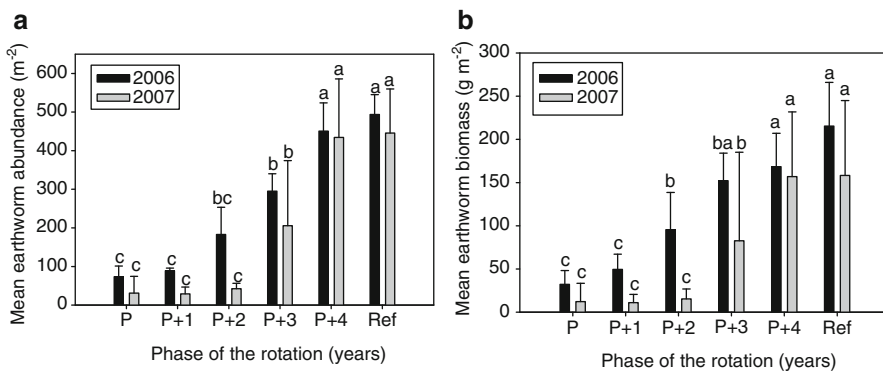 a
Mean earthworm abundance (m⁻²)
600
500
400
300
200
100
0
2006
2007
c c
c c
bc c
b b
a a
a a
P P+1 P+2 P+3 P+4 Ref
Phase of the rotation (years)
b
Mean earthworm biomass (g m⁻²)
300
250
200
150
100
50
0
2006
2007
c c
c c
b c
ba b
a a
a a
P P+1 P+2 P+3 P+4 Ref
Phase of the rotation (years)